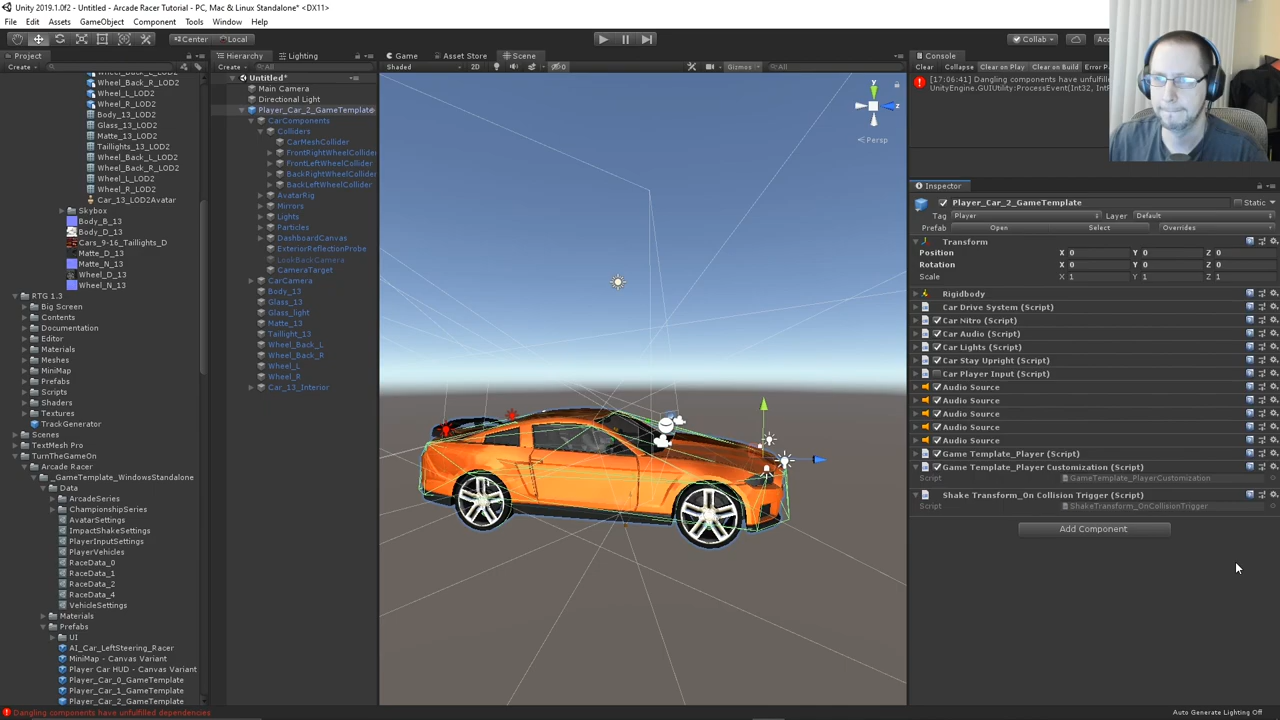 Unity 2019.1.0f2 - Untitled - Arcade Racer Tutorial - PC, Mac & Linux Standalone* <DX11>
File Edit Assets GameObject Component Tools Window Help
Center Local Collab
Project Hierarchy Lighting Game Asset Store Scene Console
Create Create All Shaded 2D 0 Gizmos All Clear Collapse Clear on Play Clear on Build
Wheel_Back_L_LOD2
Wheel_Back_R_LOD2
Wheel_L_LOD2
Wheel_R_LOD2
Body_13_LOD2
Glass_13_LOD2
Matte_13_LOD2
Taillights_13_LOD2
Wheel_Back_L_LOD2
Wheel_Back_R_LOD2
Wheel_L_LOD2
Wheel_R_LOD2
Car_13_LOD2Avatar
Skybox
Body_B_13
Body_D_13
Cars_9-16_Taillights_D
Matte_D_13
Matte_N_13
Wheel_D_13
Wheel_N_13
RTG 1.3
Big Screen
Contents
Documentation
Editor
Materials
Meshes
MiniMap
Prefabs
Scripts
Shaders
Textures
TrackGenerator
Scenes
TextMesh Pro
TurnTheGameOn
Arcade Racer
_GameTemplate_WindowsStandalone
Data
ArcadeSeries
ChampionshipSeries
AvatarSettings
ImpactShakeSettings
PlayerInputSettings
PlayerVehicles
RaceData_0
RaceData_1
RaceData_2
RaceData_4
VehicleSettings
Materials
Prefabs
UI
AI_Car_LeftSteering_Racer
MiniMap - Canvas Variant
Player Car HUD - Canvas Variant
Player_Car_0_GameTemplate
Player_Car_1_GameTemplate
Player_Car_2_GameTemplate
Untitled*
Main Camera
Directional Light
Player_Car_2_GameTemplate
CarComponents
Colliders
CarMeshCollider
FrontRightWheelCollider
FrontLeftWheelCollider
BackRightWheelCollider
BackLeftWheelCollider
AvatarRig
Mirrors
Lights
Particles
DashboardCanvas
ExteriorReflectionProbe
LookBackCamera
CameraTarget
CarCamera
Body_13
Glass_13
Glass_light
Matte_13
Taillight_13
Wheel_Back_L
Wheel_Back_R
Wheel_L
Wheel_R
Car_13_Interior
y
z
Persp
[17:06:41] Dangling components have unfulfilled
UnityEngine.GUIUtility:ProcessEvent(Int32, IntPtr)
Inspector
Player_Car_2_GameTemplate Static
Tag Player Layer Default
Prefab Open Select Overrides
Transform
Position X 0 Y 0 Z 0
Rotation X 0 Y 0 Z 0
Scale X 1 Y 1 Z 1
Rigidbody
Car Drive System (Script)
Car Nitro (Script)
Car Audio (Script)
Car Lights (Script)
Car Stay Upright (Script)
Car Player Input (Script)
Audio Source
Audio Source
Audio Source
Audio Source
Audio Source
Game Template_Player (Script)
Game Template_Player Customization (Script)
Script GameTemplate_PlayerCustomization
Shake Transform_On Collision Trigger (Script)
Script ShakeTransform_OnCollisionTrigger
Add Component
Dangling components have unfulfilled dependencies
Auto Generate Lighting Off